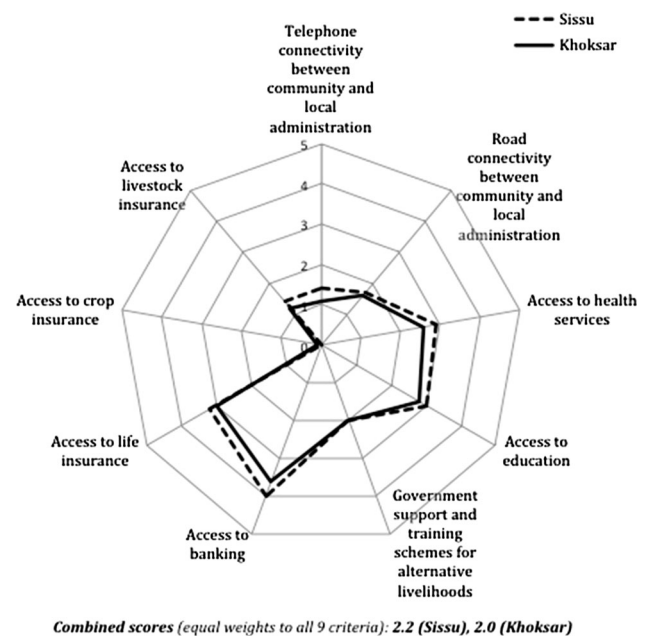 Sissu
Khoksar
Telephone
connectivity
between
community and
local
administration
Road
connectivity
between
community and
local
administration
Access to health
services
Access to
education
Government
support and
training
schemes for
alternative
livelihoods
Access to
banking
Access to life
insurance
Access to crop
insurance
Access to
livestock
insurance
5
4
3
2
1
0
Combined scores (equal weights to all 9 criteria): 2.2 (Sissu), 2.0 (Khoksar)